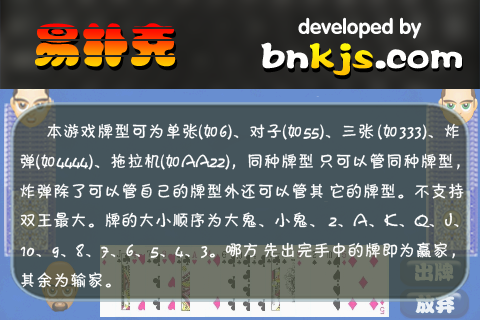 易扑克
developed by
bnkjs.com
本游戏牌型可为单张(如6)、对子(如55)、三张(如333)、炸
弹(如4444)、拖拉机(如AA22)，同种牌型 只可以管同种牌型，
炸弹除了可以管自己的牌型外还可以管其 它的牌型。不支持
双王最大。牌的大小顺序为大鬼、小鬼、2、A、K、Q、J、
10、9、8、7、6、5、4、3。哪方 先出完手中的牌即为赢家，
其余为输家。
出牌
放弃